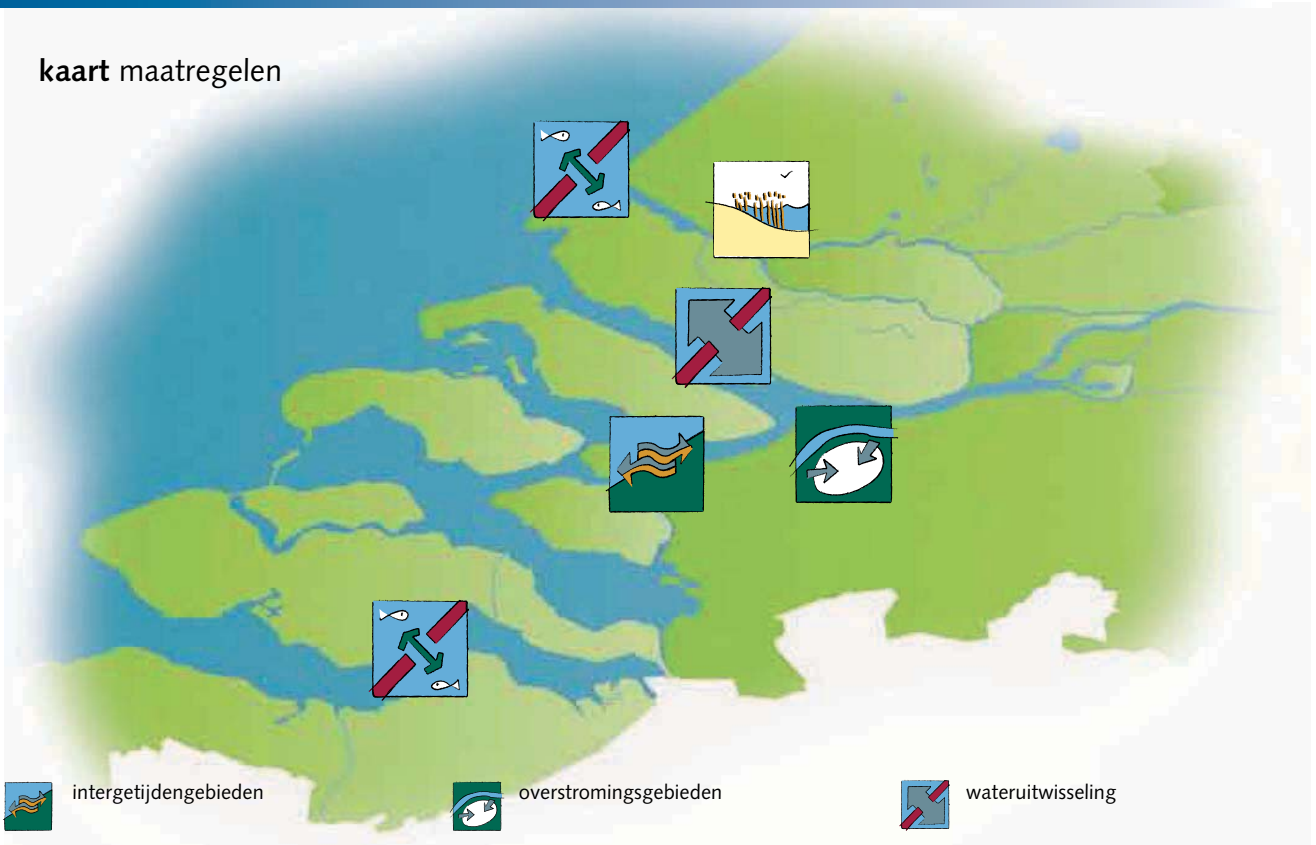 kaart maatregelen
intergetijdengebieden
overstromingsgebieden
wateruitwisseling